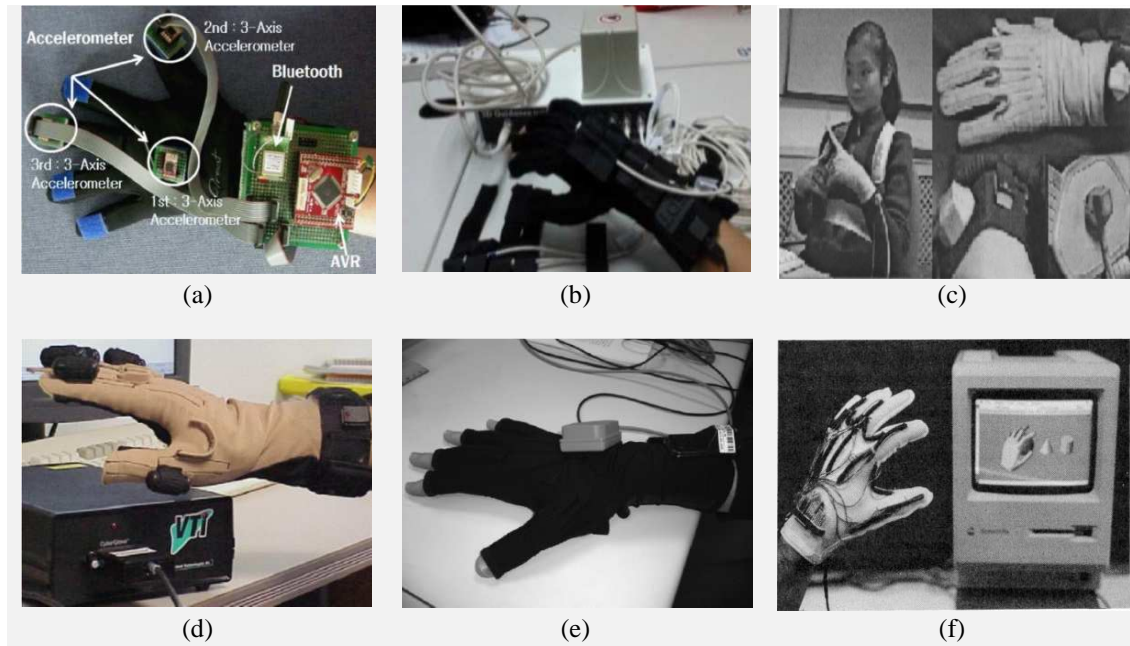 2nd : 3-Axis
Accelerometer
Accelerometer
Bluetooth
3rd : 3-Axis
Accelerometer
1st : 3-Axis
Accelerometer
AVR
(a)
(b)
(c)
VTi
(d)
(e)
(f)